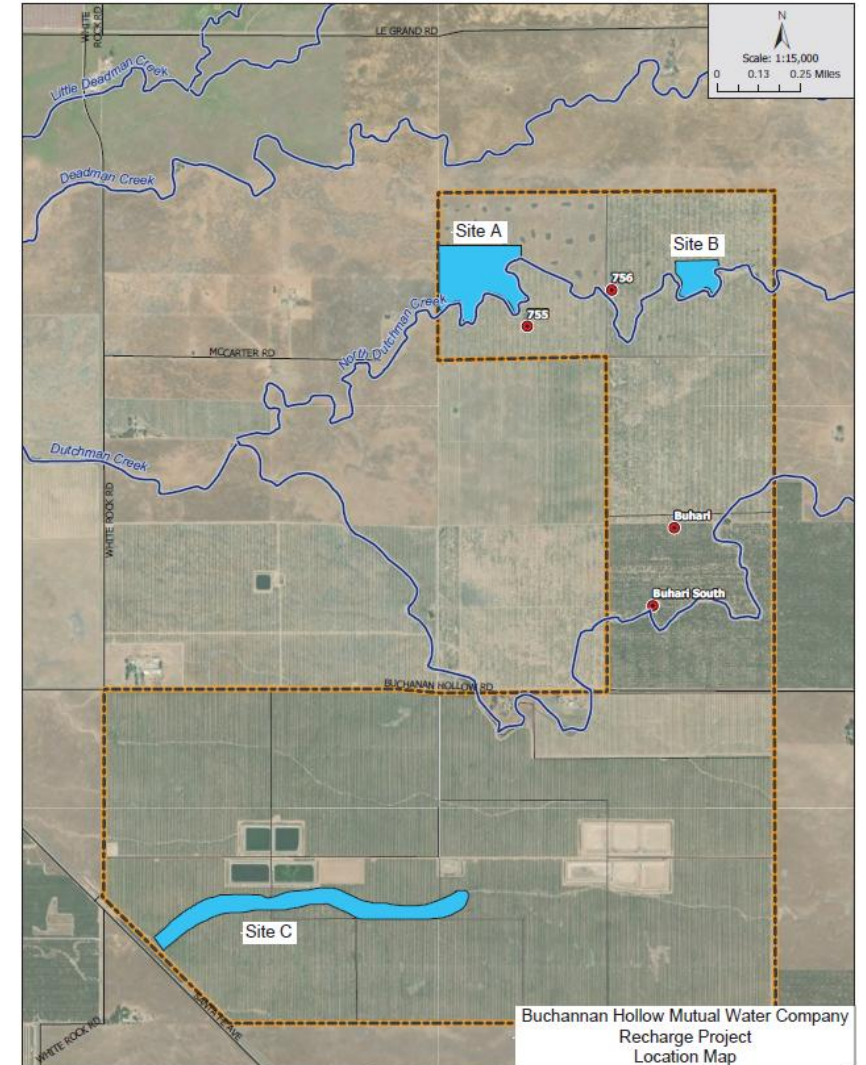 WHITE
ROCK RD
LE GRAND RD
N
Scale: 1:15,000
0 0.13 0.25 Miles
Little Deadman Creek
Deadman Creek
Site A
Site B
756
755
North
Dutchman Creek
MCCARTER RD
Dutchman Creek
WHITE ROCK RD
Buhari
Buhari South
BUCHANAN HOLLOW RD
Site C
SANTA FE AVE
WHITE ROCK RD
Buchannan Hollow Mutual Water Company
Recharge Project
Location Map